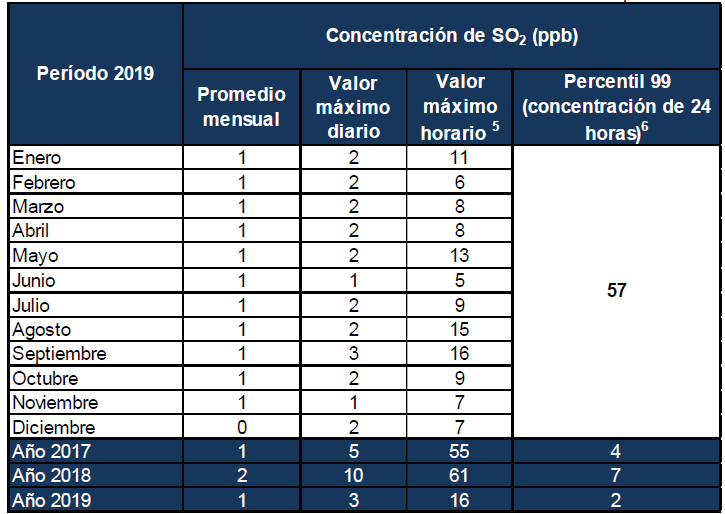 Período 2019
Concentración de SO2 (ppb)
Promedio mensual
Valor máximo diario
Valor máximo horario 5
Percentil 99 (concentración de 24 horas)6
Enero 1 2 11
Febrero 1 2 6
Marzo 1 2 8
Abril 1 2 8
Mayo 1 2 13
Junio 1 1 5
Julio 1 2 9
Agosto 1 2 15
Septiembre 1 3 16
Octubre 1 2 9
Noviembre 1 1 7
Diciembre 0 2 7
57
Año 2017 1 5 55 4
Año 2018 2 10 61 7
Año 2019 1 3 16 2